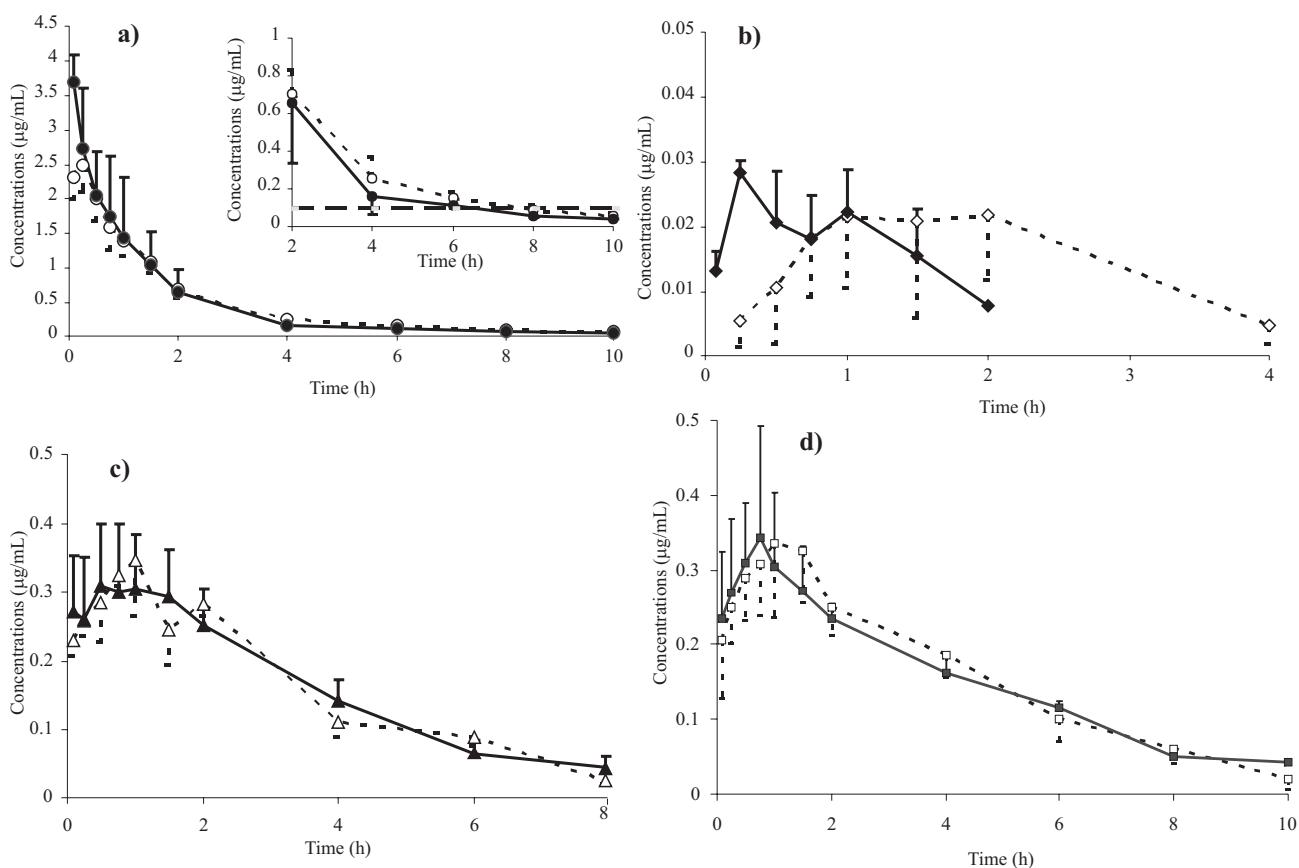 a)
Concentrations (µg/mL)
4.5
4
3.5
3
2.5
2
1.5
1
0.5
0
0 2 4 6 8 10
Time (h)
Concentrations (µg/mL)
1
0.8
0.6
0.4
0.2
0
2 4 6 8 10
Time (h)
b)
Concentrations (µg/mL)
0.05
0.04
0.03
0.02
0.01
0
0 1 2 3 4
Time (h)
c)
Concentrations (µg/mL)
0.5
0.4
0.3
0.2
0.1
0
0 2 4 6 8
Time (h)
d)
Concentrations (µg/mL)
0.5
0.4
0.3
0.2
0.1
0
0 2 4 6 8 10
Time (h)